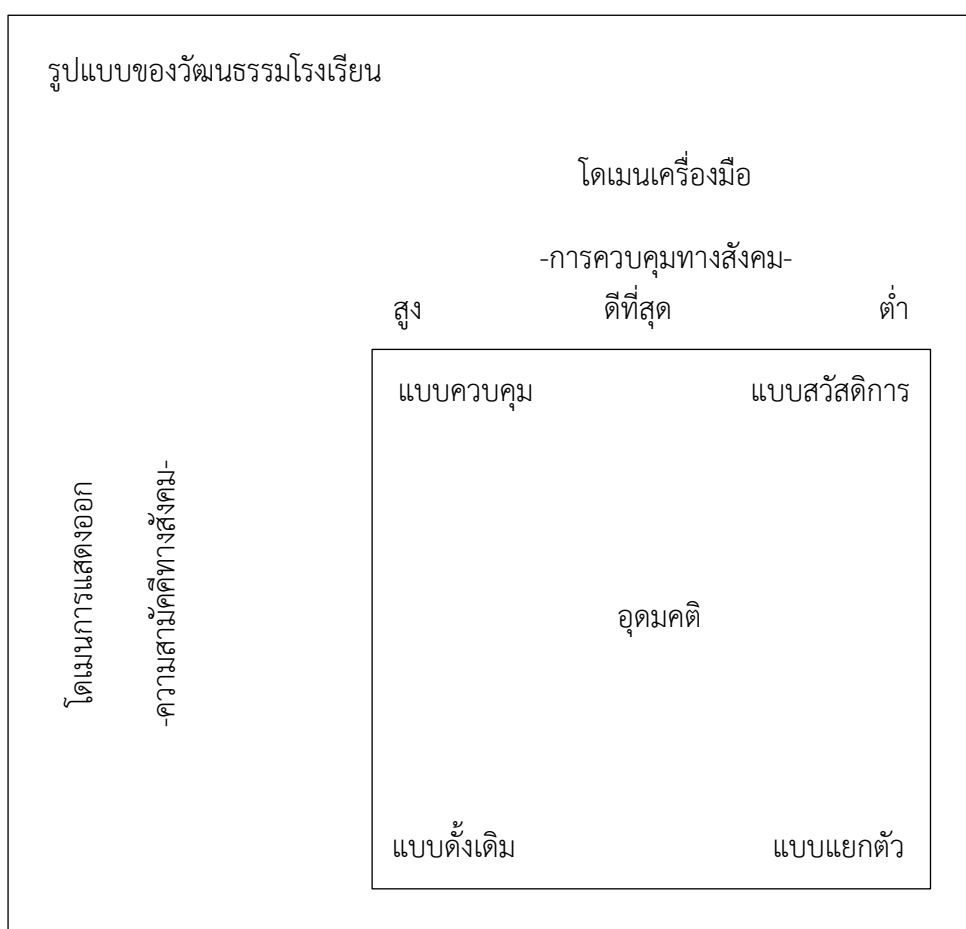 รูปแบบของวัฒนธรรมโรงเรียน
โดเมนเครื่องมือ
-การควบคุมทางสังคม-
สูง ดีที่สุด ต่ำ
แบบควบคุม แบบสวัสดิการ
โดเมนการแสดงออก
-ความสามัคคีทางสังคม-
อุดมคติ
แบบดั้งเดิม แบบแยกตัว